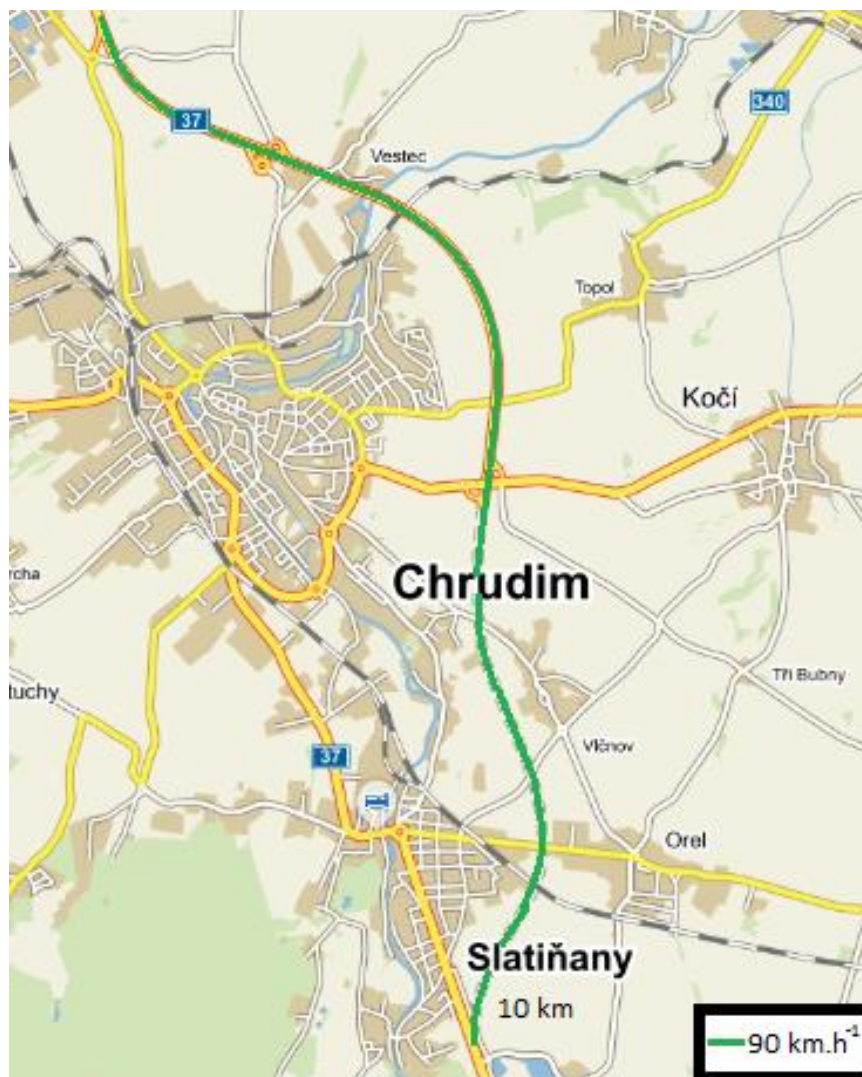 37
340
Vestec
Topol
Kočí
Chrudim
rcha
tuchy
Tři Bubny
Vlčnov
37
Orel
Slatiňany
10 km
90 km.h⁻¹